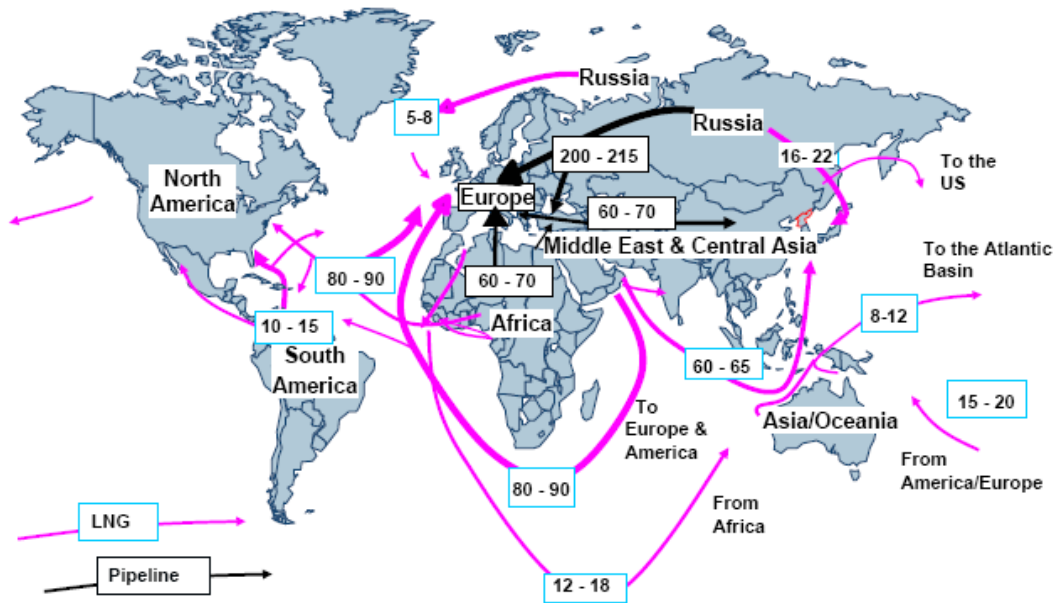 Russia
5-8
Russia
200 - 215
16- 22
To the
US
North
America
Europe
60 - 70
Middle East & Central Asia
To the Atlantic
Basin
80 - 90
60 - 70
8-12
10 - 15
Africa
South
America
60 - 65
15 - 20
To
Europe &
America
Asia/Oceania
From
America/Europe
80 - 90
From
Africa
LNG
Pipeline
12 - 18